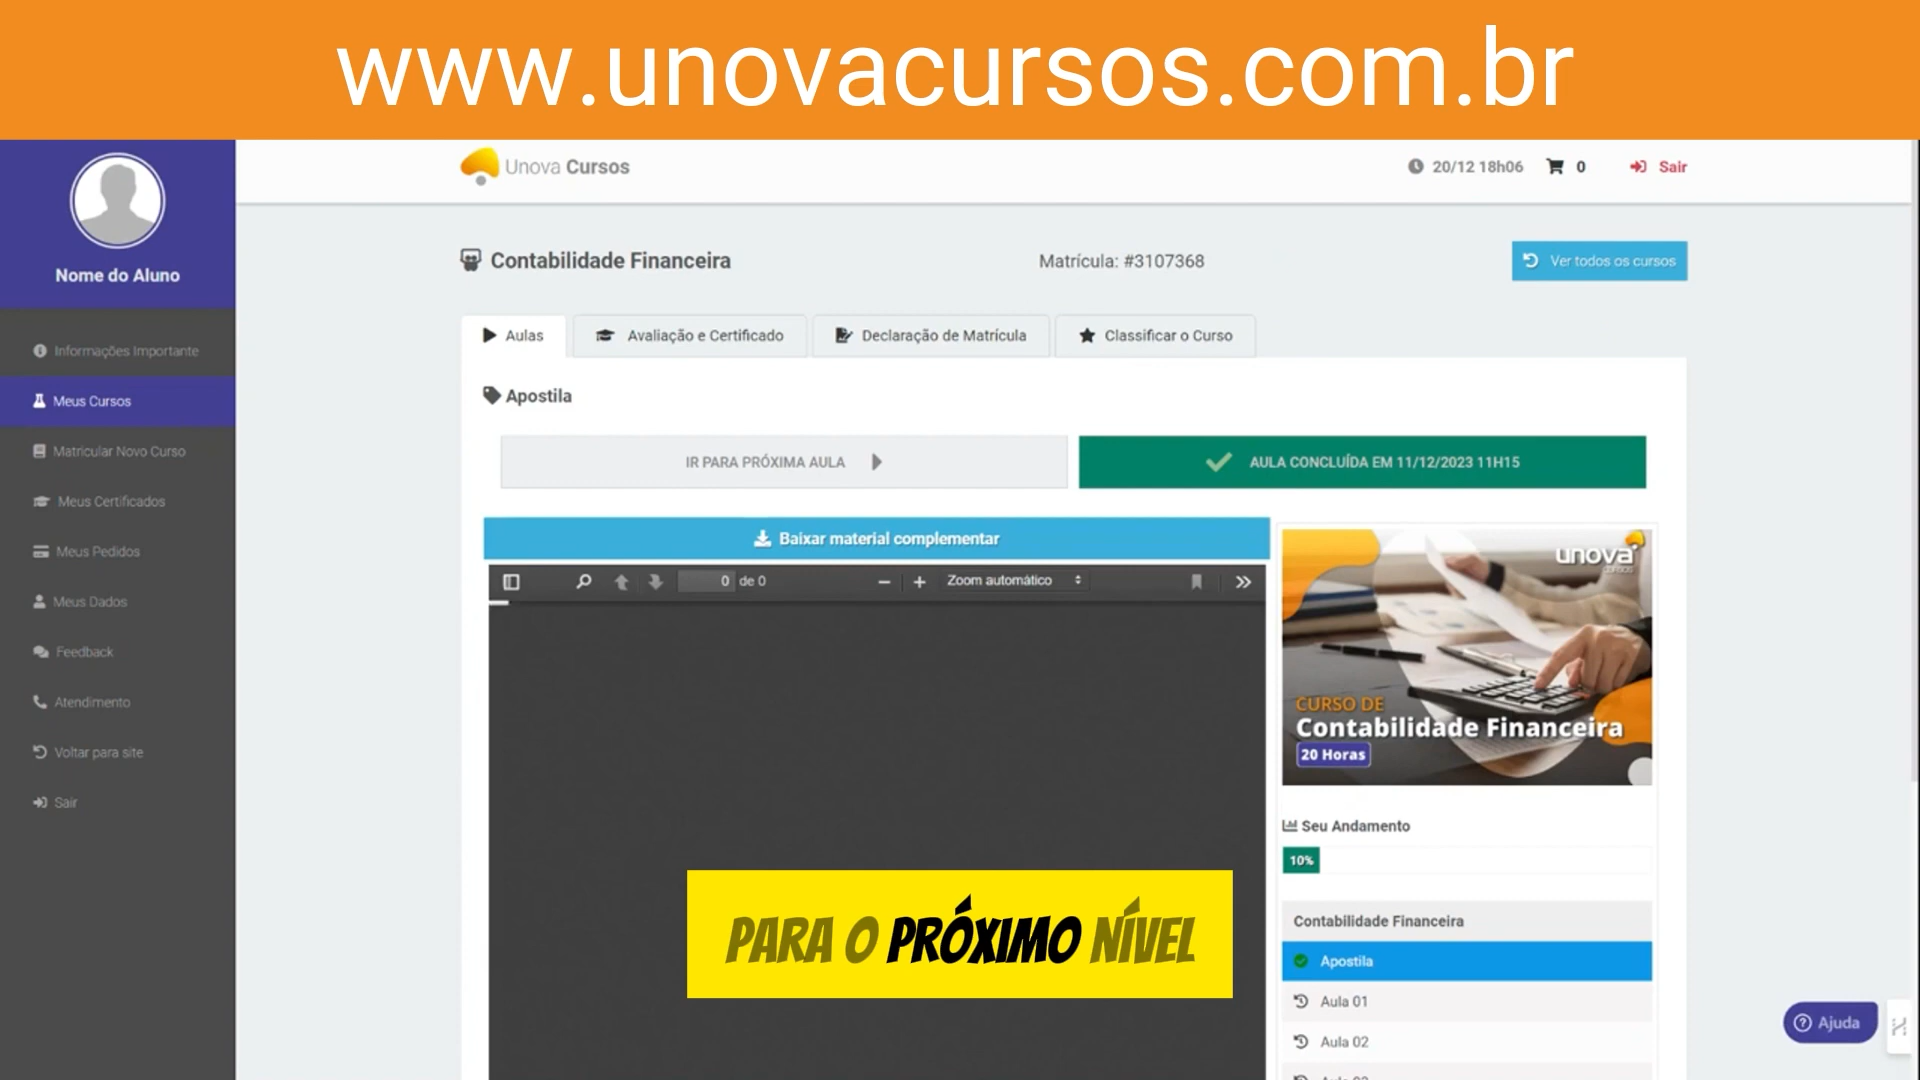 www.unovacursos.com.br
Nome do Aluno
Informações Importante
Meus Cursos
Matricular Novo Curso
Meus Certificados
Meus Pedidos
Meus Dados
Feedback
Atendimento
Voltar para site
Sair
Unova Cursos
20/12 18h06
0
Sair
Contabilidade Financeira
Matrícula: #3107368
Ver todos os cursos
Aulas
Avaliação e Certificado
Declaração de Matrícula
Classificar o Curso
Apostila
IR PARA PRÓXIMA AULA
AULA CONCLUÍDA EM 11/12/2023 11H15
Baixar material complementar
0 de 0
Zoom automático
unova
CURSOS
CURSO DE
Contabilidade Financeira
20 Horas
Seu Andamento
10%
Contabilidade Financeira
Apostila
Aula 01
Aula 02
PARA O PRÓXIMO NÍVEL
Ajuda